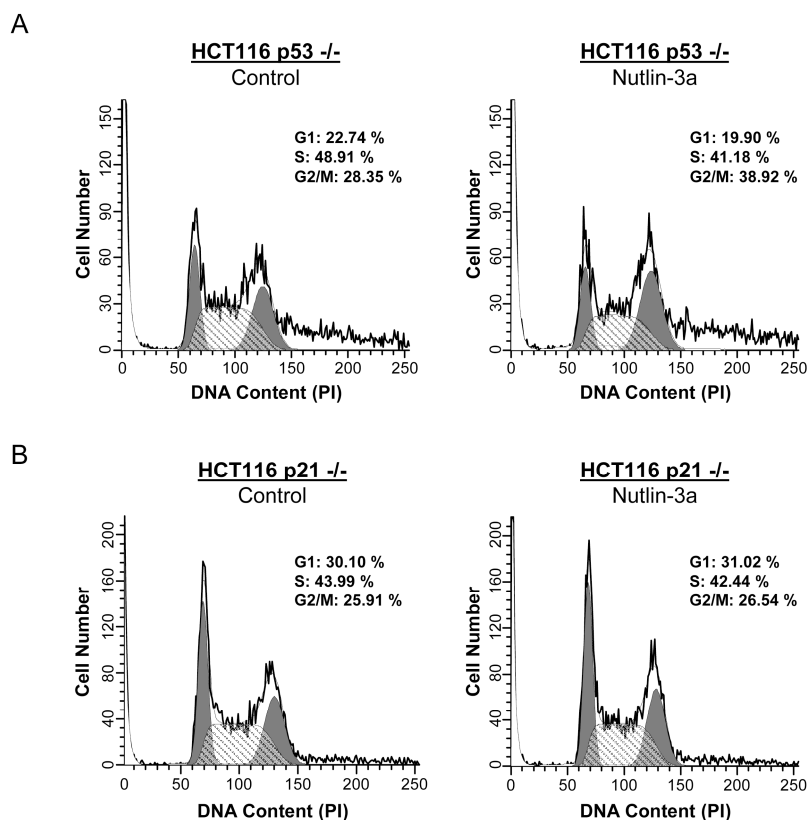 A
HCT116 p53 -/-
Control
G1: 22.74 %
S: 48.91 %
G2/M: 28.35 %
Cell Number
0
30
60
90
120
150
0 50 100 150 200 250
DNA Content (PI)
HCT116 p53 -/-
Nutlin-3a
G1: 19.90 %
S: 41.18 %
G2/M: 38.92 %
Cell Number
0
30
60
90
120
150
0 50 100 150 200 250
DNA Content (PI)
B
HCT116 p21 -/-
Control
G1: 30.10 %
S: 43.99 %
G2/M: 25.91 %
Cell Number
0
40
80
120
160
200
0 50 100 150 200 250
DNA Content (PI)
HCT116 p21 -/-
Nutlin-3a
G1: 31.02 %
S: 42.44 %
G2/M: 26.54 %
Cell Number
0
40
80
120
160
200
0 50 100 150 200 250
DNA Content (PI)